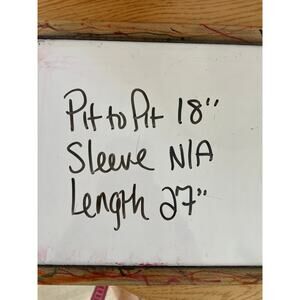 Pit to Pit 18"
Sleeve N/A
Length 27"